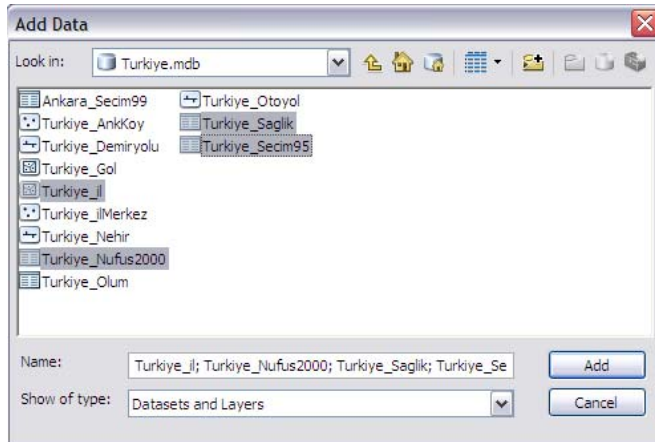 Add Data
Look in: Turkiye.mdb
Ankara_Secim99
Turkiye_AnkKoy
Turkiye_Demiryolu
Turkiye_Gol
Turkiye_il
Turkiye_ilMerkez
Turkiye_Nehir
Turkiye_Nufus2000
Turkiye_Olum
Turkiye_Otoyol
Turkiye_Saglik
Turkiye_Secim95
Name: Turkiye_il; Turkiye_Nufus2000; Turkiye_Saglik; Turkiye_Se
Add
Show of type: Datasets and Layers
Cancel